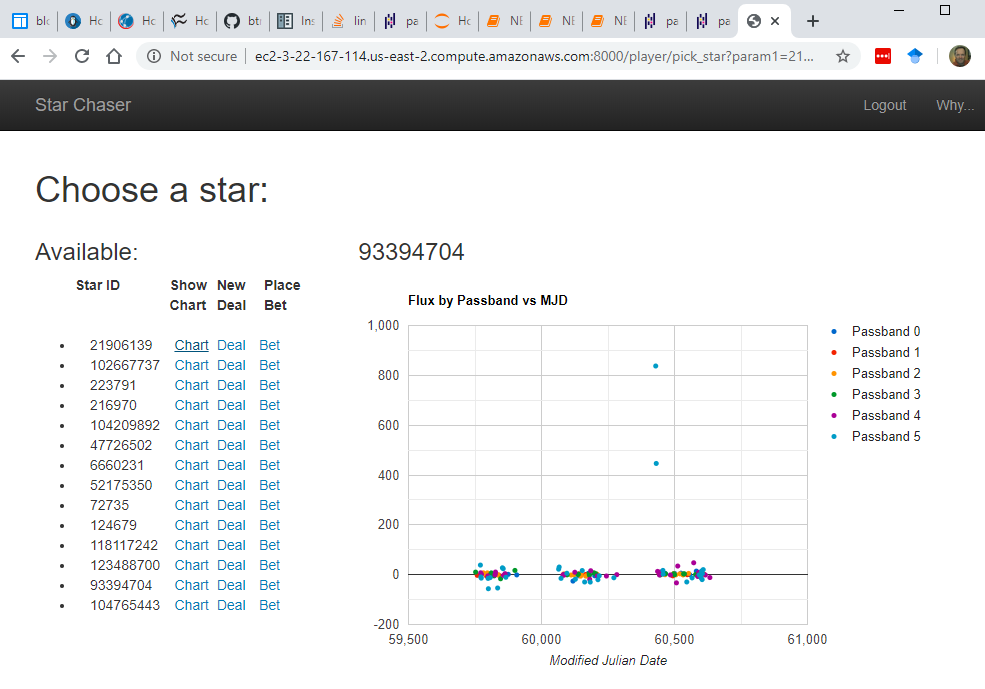 blo
Ho
Ho
Ho
btr
Ins
lin
pa
Ho
NE
NE
NE
pa
pa
Not secure
ec2-3-22-167-114.us-east-2.compute.amazonaws.com:8000/player/pick_star?param1=21...
Star Chaser Logout Why...
Choose a star:
Available: 93394704
Star ID Show Chart New Deal Place Bet
21906139 Chart Deal Bet
102667737 Chart Deal Bet
223791 Chart Deal Bet
216970 Chart Deal Bet
104209892 Chart Deal Bet
47726502 Chart Deal Bet
6660231 Chart Deal Bet
52175350 Chart Deal Bet
72735 Chart Deal Bet
124679 Chart Deal Bet
118117242 Chart Deal Bet
123488700 Chart Deal Bet
93394704 Chart Deal Bet
104765443 Chart Deal Bet
Flux by Passband vs MJD
1,000
800
600
400
200
0
-200
59,500 60,000 60,500 61,000
Modified Julian Date
Passband 0
Passband 1
Passband 2
Passband 3
Passband 4
Passband 5